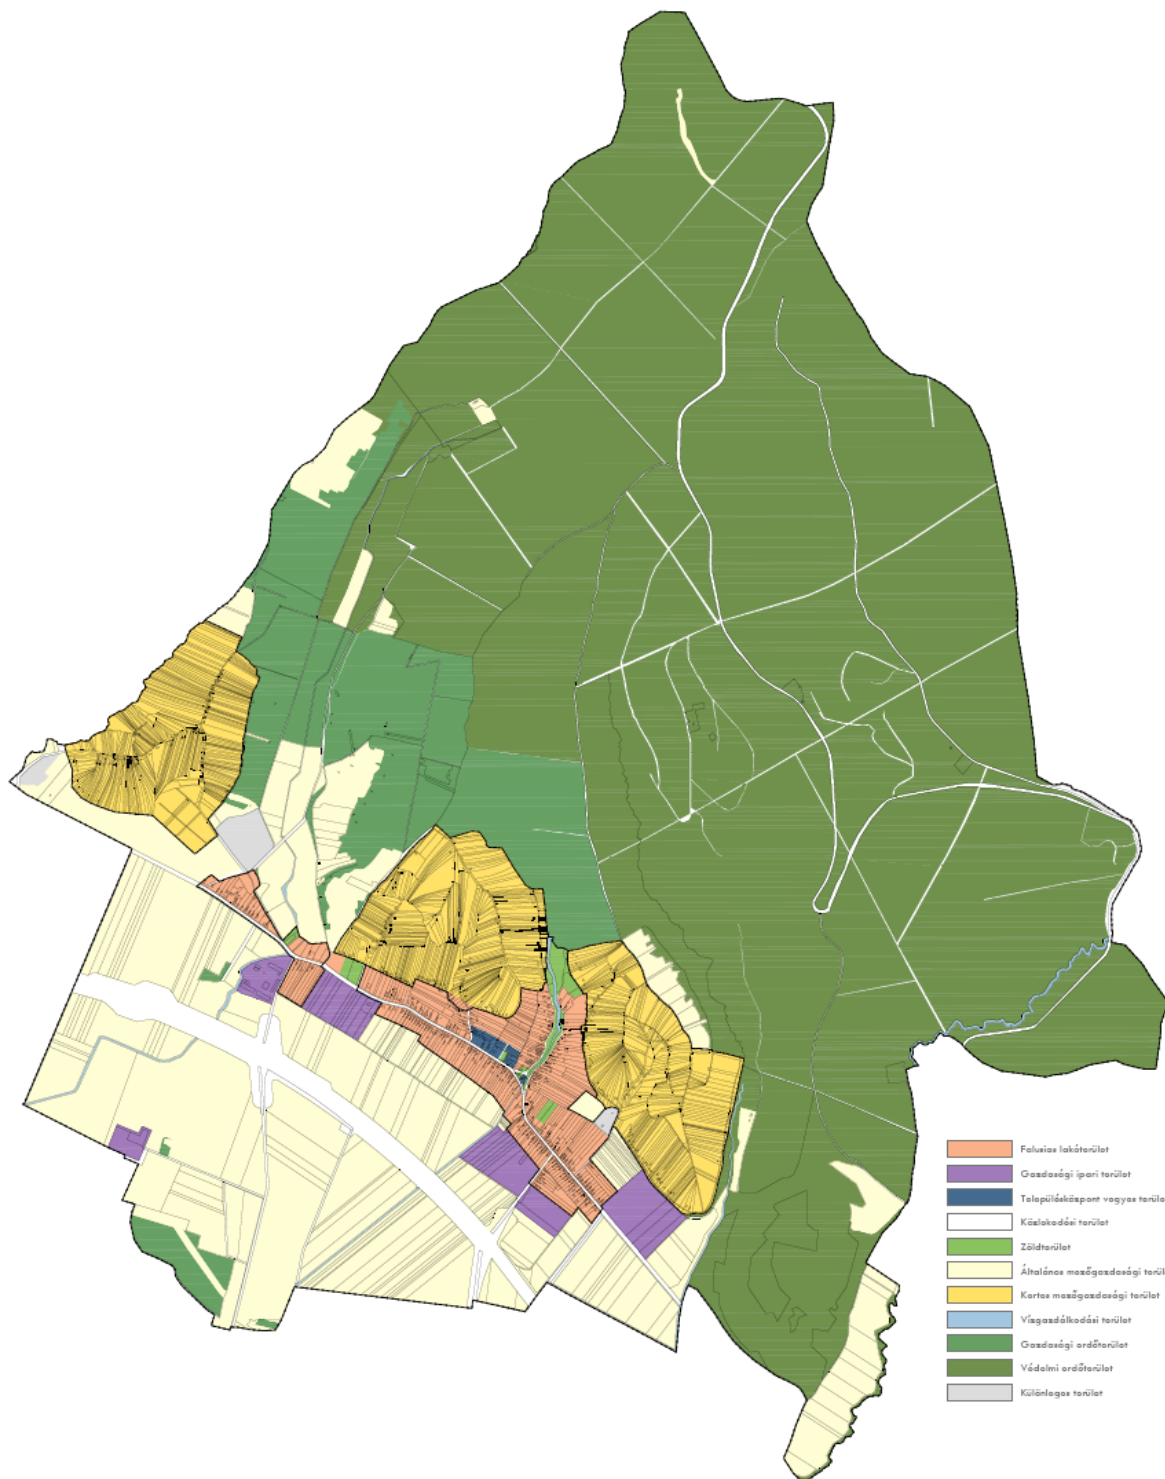 Falusias lakóterület
Gazdasági ipari terület
Településközpont vegyes terüle
Közlekedési terület
Zöldterület
Általános mezőgazdasági terüle
Kertes mezőgazdasági terület
Vízgazdálkodási terület
Gazdasági erdőterület
Védelmi erdőterület
Különleges terület